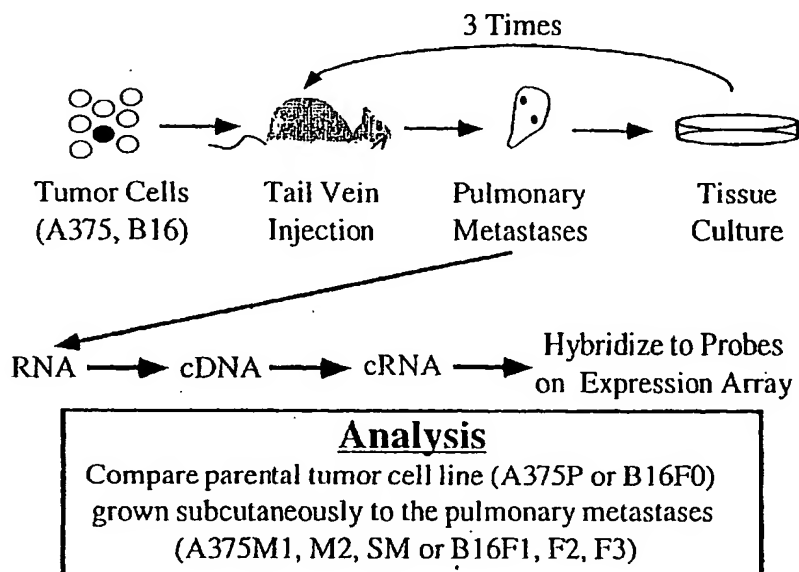 3 Times
Tumor Cells
(A375, B16)
Tail Vein
Injection
Pulmonary
Metastases
Tissue
Culture
RNA
cDNA
cRNA
Hybridize to Probes
on Expression Array
Analysis
Compare parental tumor cell line (A375P or B16F0)
grown subcutaneously to the pulmonary metastases
(A375M1, M2, SM or B16F1, F2, F3)